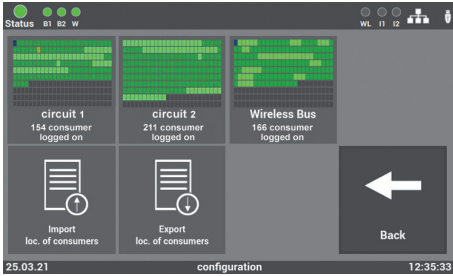 Status B1 B2 W WL I1 I2
circuit 1
154 consumer
logged on
circuit 2
211 consumer
logged on
Wireless Bus
166 consumer
logged on
Import
loc. of consumers
Export
loc. of consumers
Back
25.03.21 configuration 12:35:33